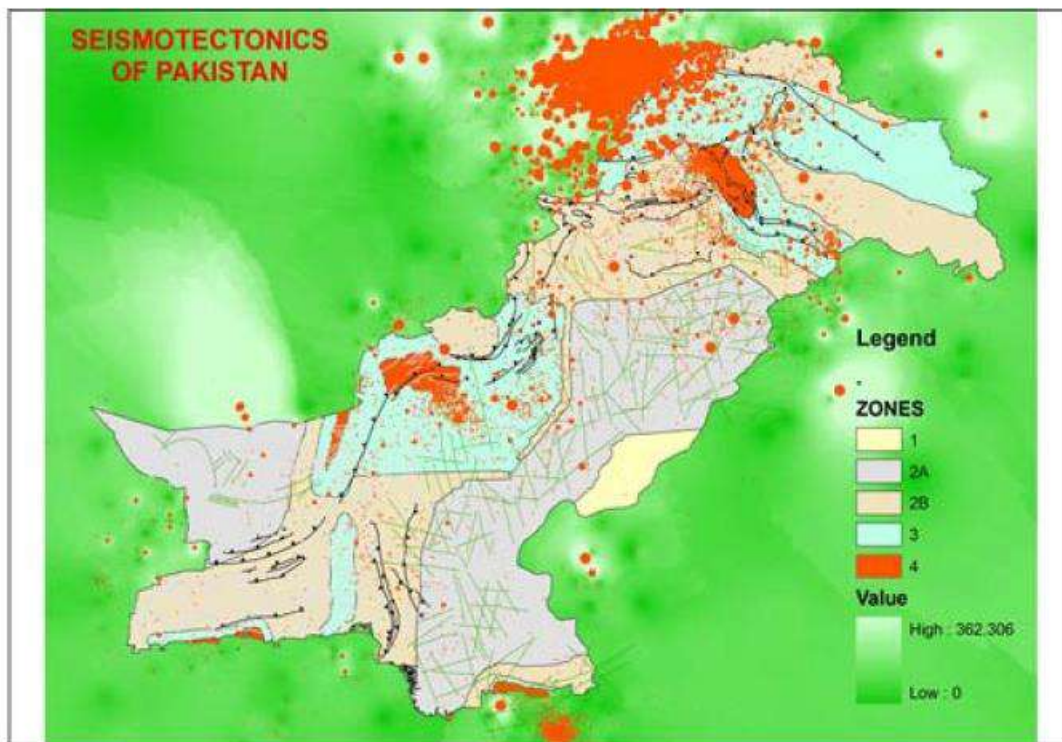 SEISMOTECTONICS
OF PAKISTAN
Legend
ZONES
1
2A
2B
3
4
Value
High : 362.306
Low : 0